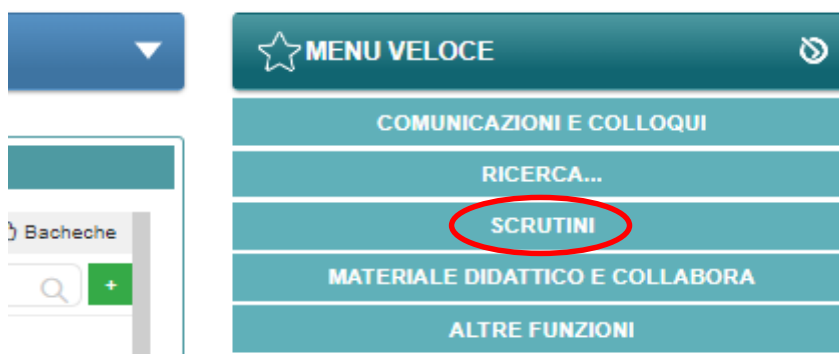 MENU VELOCE
COMUNICAZIONI E COLLOQUI
RICERCA...
SCRUTINI
Bacheche
+
MATERIALE DIDATTICO E COLLABORA
ALTRE FUNZIONI